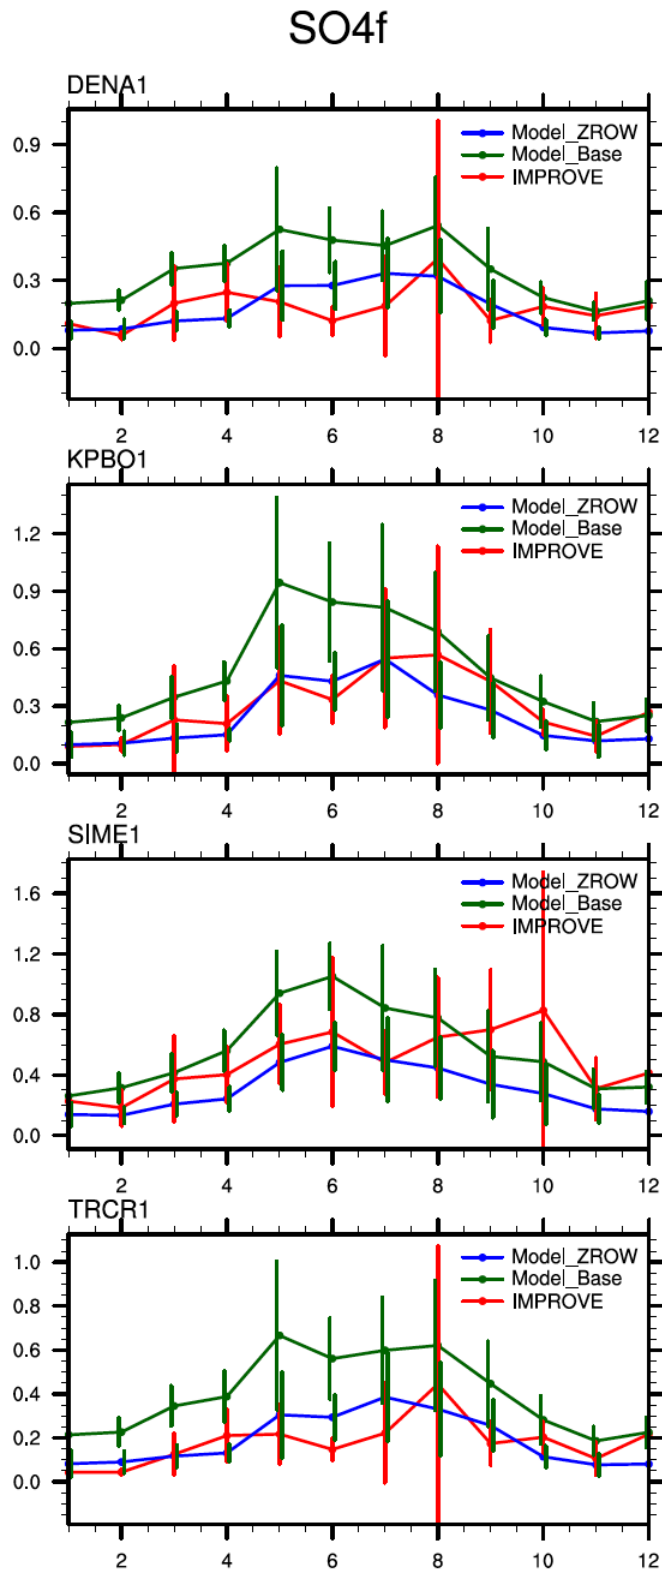 SO4f
DENA1
Model_ZROW
Model_Base
IMPROVE
0.9
0.6
0.3
0.0
2 4 6 8 10 12
KPBO1
Model_ZROW
Model_Base
IMPROVE
1.2
0.9
0.6
0.3
0.0
2 4 6 8 10 12
SIME1
Model_ZROW
Model_Base
IMPROVE
1.6
1.2
0.8
0.4
0.0
2 4 6 8 10 12
TRCR1
Model_ZROW
Model_Base
IMPROVE
1.0
0.8
0.6
0.4
0.2
0.0
2 4 6 8 10 12